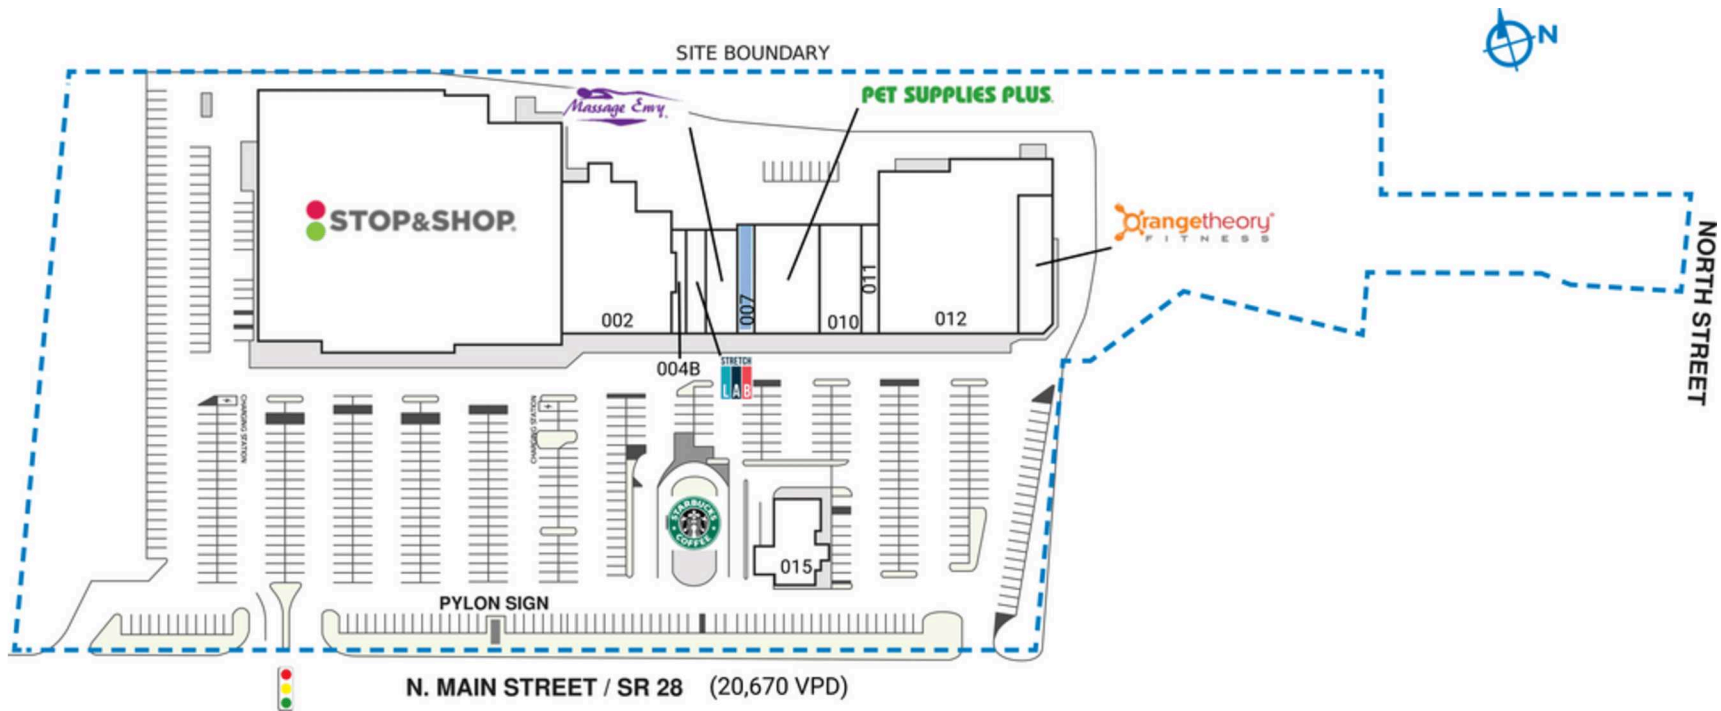 N
SITE BOUNDARY
Massage Envy
PET SUPPLIES PLUS
STOP&SHOP
Orangetheory
FITNESS
NORTH STREET
002
007
010
011
012
004B
STRETCH
LAB
CHARGING STATION
CHARGING STATION
STARBUCKS
COFFEE
015
PYLON SIGN
N. MAIN STREET / SR 28 (20,670 VPD)